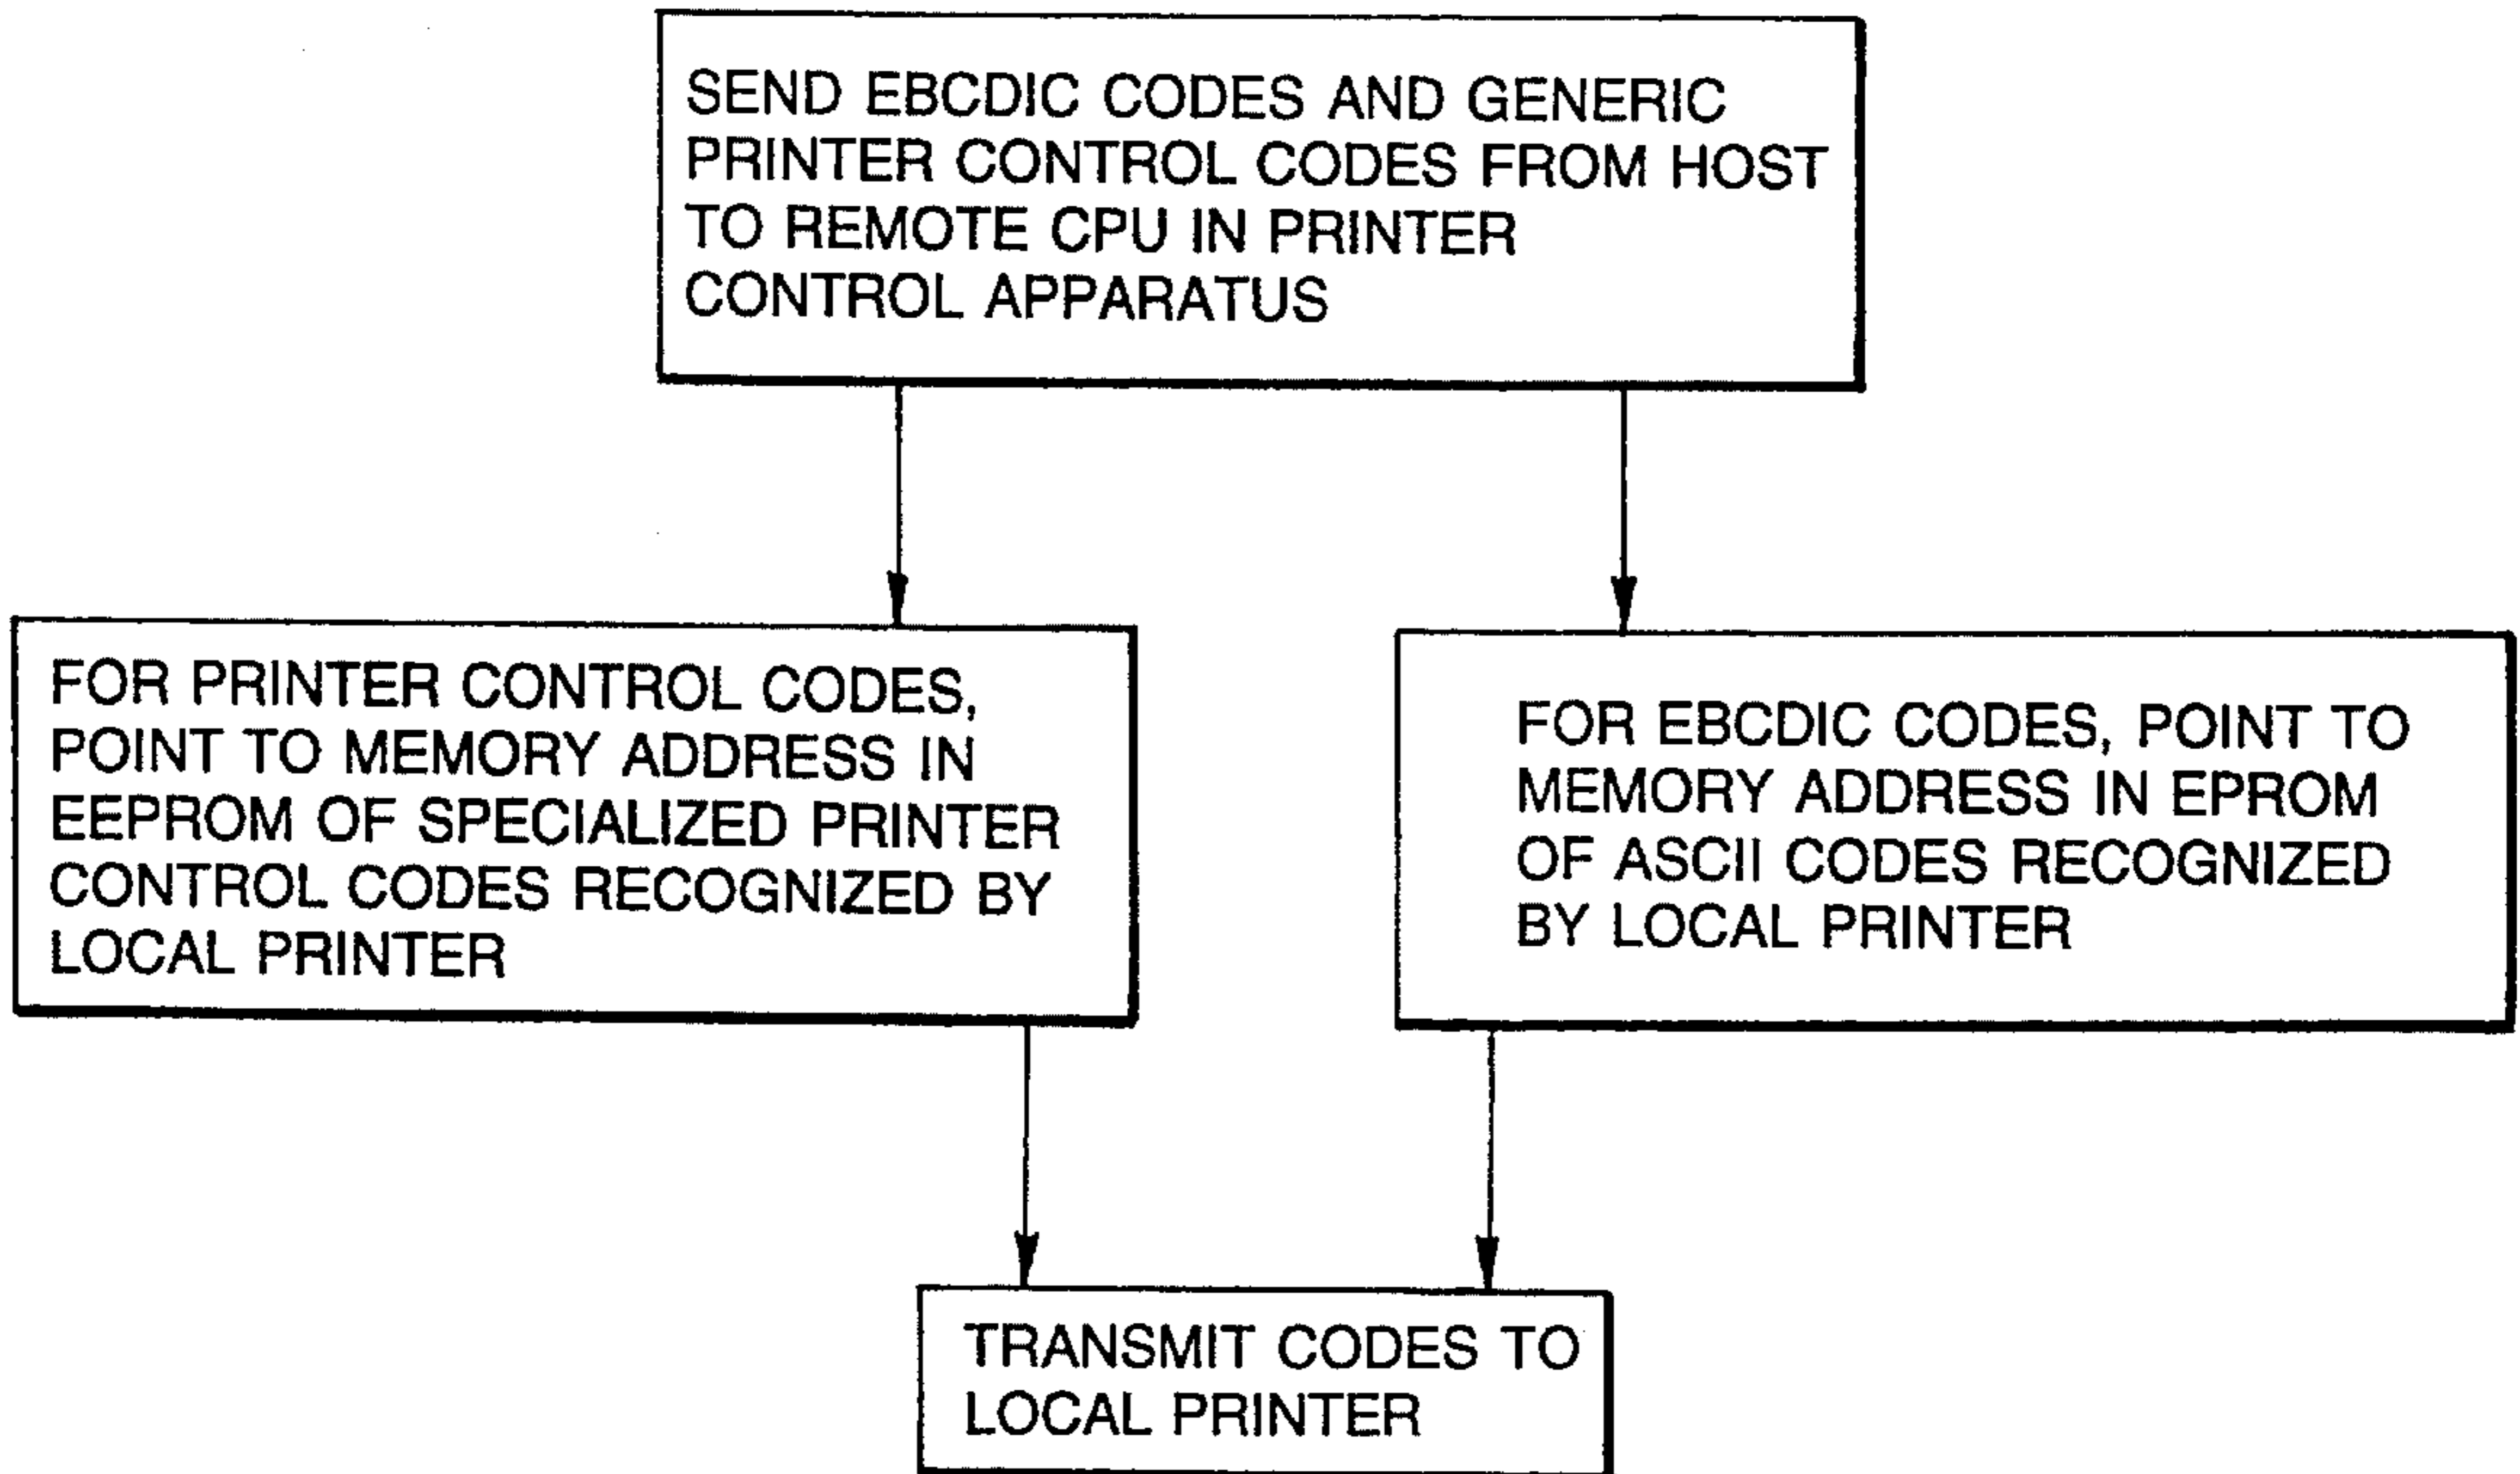 SEND EBCDIC CODES AND GENERIC
PRINTER CONTROL CODES FROM HOST
TO REMOTE CPU IN PRINTER
CONTROL APPARATUS
FOR PRINTER CONTROL CODES,
POINT TO MEMORY ADDRESS IN
EEPROM OF SPECIALIZED PRINTER
CONTROL CODES RECOGNIZED BY
LOCAL PRINTER
FOR EBCDIC CODES, POINT TO
MEMORY ADDRESS IN EPROM
OF ASCII CODES RECOGNIZED
BY LOCAL PRINTER
TRANSMIT CODES TO
LOCAL PRINTER